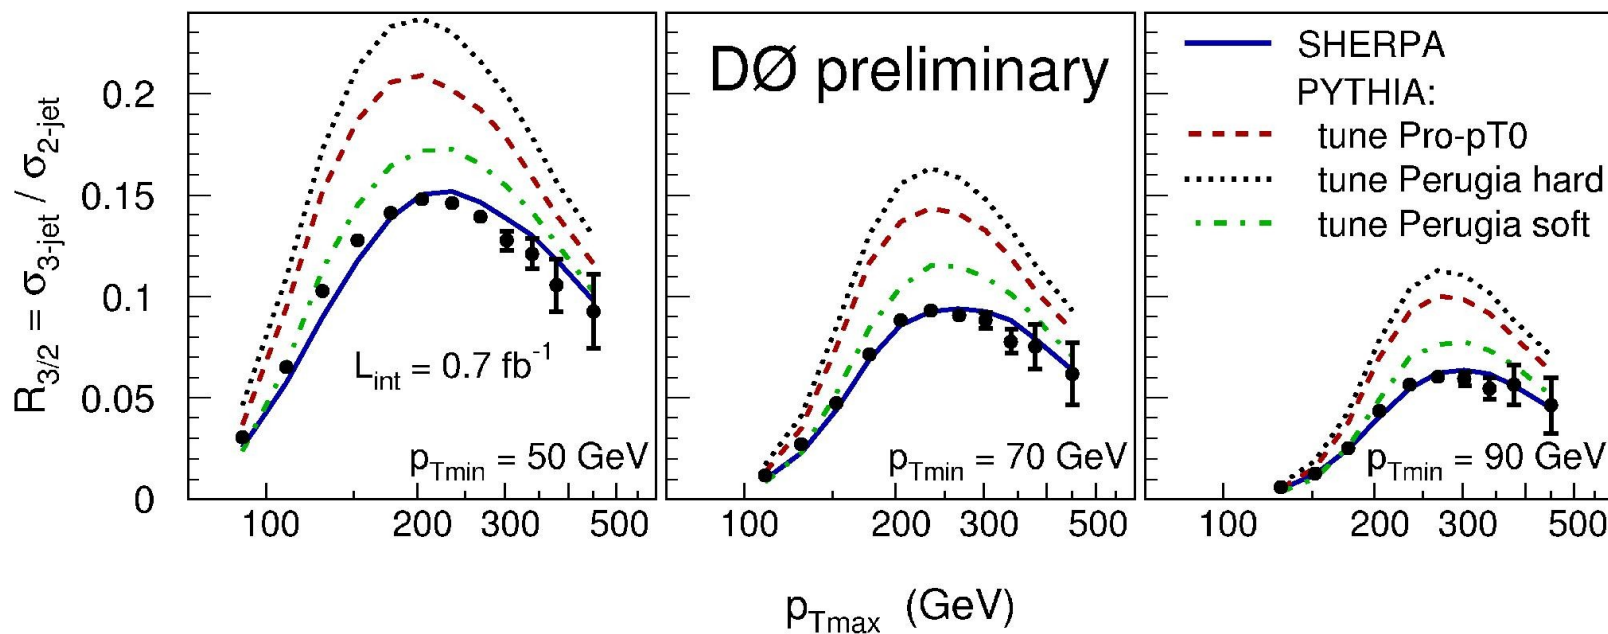 R3/2 = σ3-jet / σ2-jet
0.2
0.15
0.1
0.05
0
DØ preliminary
SHERPA
PYTHIA:
tune Pro-pT0
tune Perugia hard
tune Perugia soft
Lint = 0.7 fb-1
pTmin = 50 GeV
pTmin = 70 GeV
pTmin = 90 GeV
100 200 300 500 100 200 300 500 100 200 300 500
pTmax (GeV)